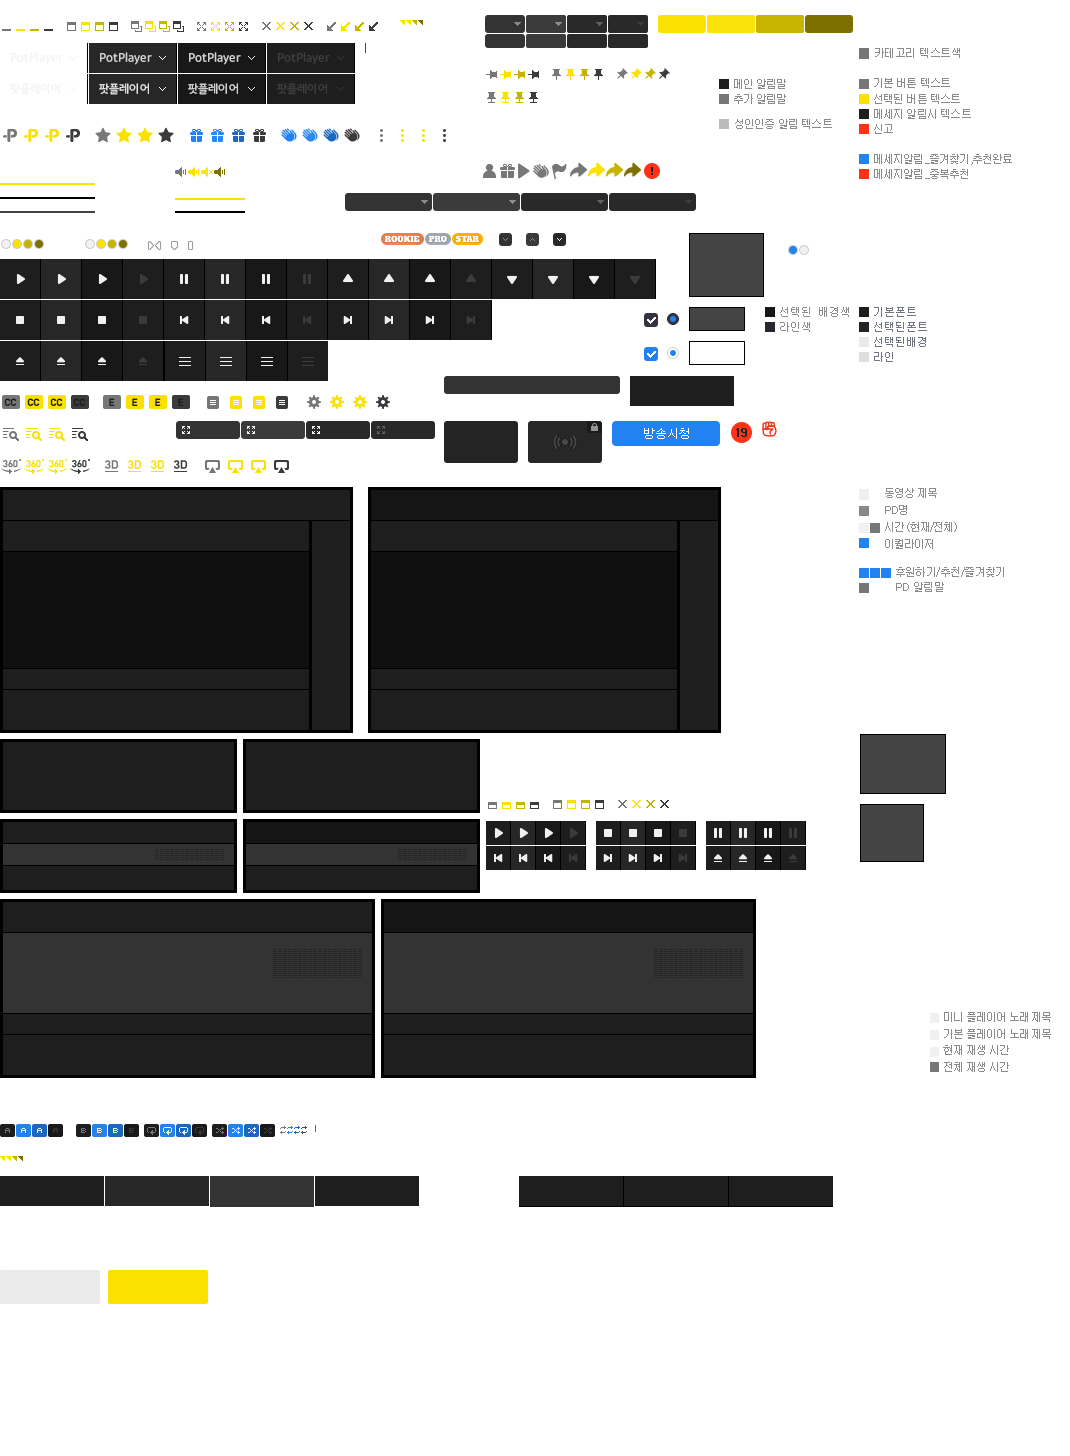 PotPlayer PotPlayer PotPlayer PotPlayer
팟플레이어 팟플레이어 팟플레이어 팟플레이어
카테고리 텍스트색
메인 알림말
추가 알림말
성인인증 알림 텍스트
기본 버튼 텍스트
선택된 버튼 텍스트
메세지 알림시 텍스트
신고
메세지알림_즐겨찾기,추천완료
메세지알림_중복추천
P P P P
ROOKIE PRO STAR
선택된 배경색
라인색
기본폰트
선택된폰트
선택된배경
라인
CC CC CC CC E E E E
방송시청
19
360° 360° 360° 360° 3D 3D 3D 3D
동영상 제목
PD명
시간 (현재/전체)
이퀄라이저
후원하기/추천/즐겨찾기
PD 알림말
미니 플레이어 노래 제목
기본 플레이어 노래 제목
현재 재생 시간
전체 재생 시간
A A A A B B B B